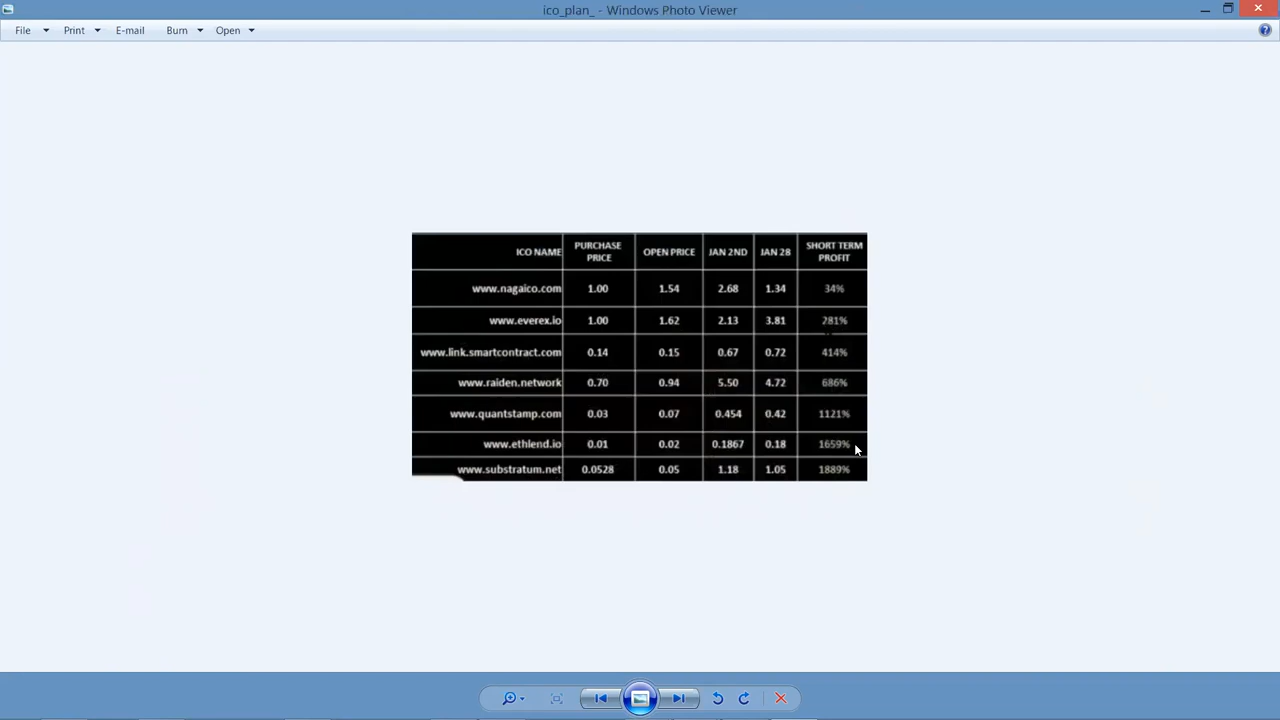 ico_plan_ - Windows Photo Viewer
File Print E-mail Burn Open
ICO NAME PURCHASE PRICE OPEN PRICE JAN 2ND JAN 28 SHORT TERM PROFIT
www.nagaico.com 1.00 1.54 2.68 1.34 34%
www.everex.io 1.00 1.62 2.13 3.81 281%
www.link.smartcontract.com 0.14 0.15 0.67 0.72 414%
www.raiden.network 0.70 0.94 5.50 4.72 686%
www.quantstamp.com 0.03 0.07 0.454 0.42 1121%
www.ethlend.io 0.01 0.02 0.1867 0.18 1659%
www.substratum.net 0.0528 0.05 1.18 1.05 1889%